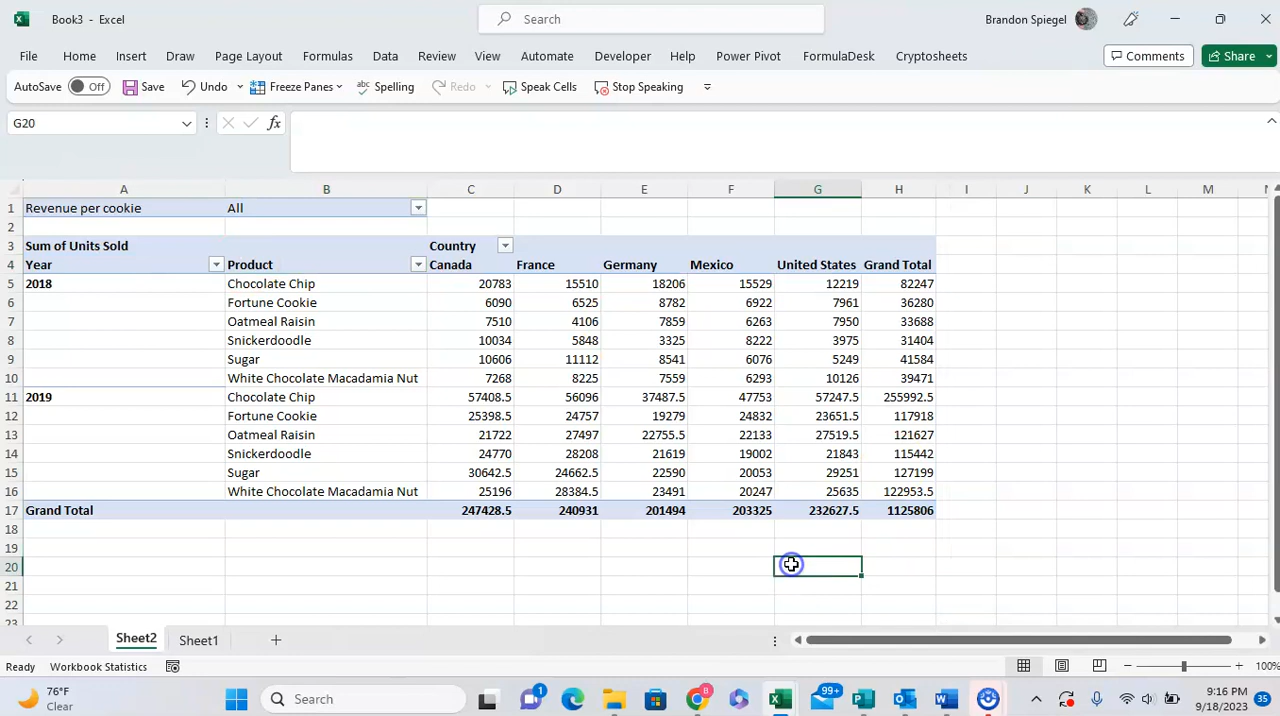 Book3 - Excel
Search
Brandon Spiegel
File Home Insert Draw Page Layout Formulas Data Review View Automate Developer Help Power Pivot FormulaDesk Cryptosheets Comments Share
AutoSave Off Save Undo Freeze Panes abc Spelling Redo Speak Cells Stop Speaking
G20 fx
A B C D E F G H I J K L M N
1 Revenue per cookie All
2
3 Sum of Units Sold Country
4 Year Product Canada France Germany Mexico United States Grand Total
5 2018 Chocolate Chip 20783 15510 18206 15529 12219 82247
6 Fortune Cookie 6090 6525 8782 6922 7961 36280
7 Oatmeal Raisin 7510 4106 7859 6263 7950 33688
8 Snickerdoodle 10034 5848 3325 8222 3975 31404
9 Sugar 10606 11112 8541 6076 5249 41584
10 White Chocolate Macadamia Nut 7268 8225 7559 6293 10126 39471
11 2019 Chocolate Chip 57408.5 56096 37487.5 47753 57247.5 255992.5
12 Fortune Cookie 25398.5 24757 19279 24832 23651.5 117918
13 Oatmeal Raisin 21722 27497 22755.5 22133 27519.5 121627
14 Snickerdoodle 24770 28208 21619 19002 21843 115442
15 Sugar 30642.5 24662.5 22590 20053 29251 127199
16 White Chocolate Macadamia Nut 25196 28384.5 23491 20247 25635 122953.5
17 Grand Total 247428.5 240931 201494 203325 232627.5 1125806
18
19
20
21
22
23
Sheet2 Sheet1
Ready Workbook Statistics 100%
76°F
Clear
Search 1 8 99+
9:16 PM
9/18/2023 35